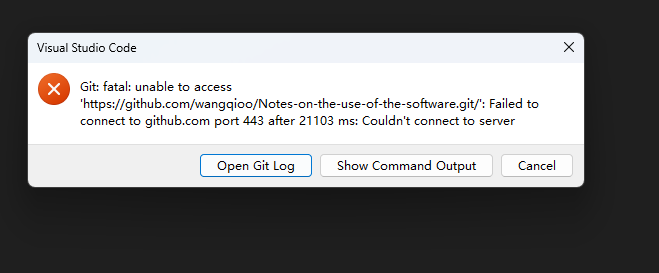 Visual Studio Code
Git: fatal: unable to access
'https://github.com/wangqioo/Notes-on-the-use-of-the-software.git/': Failed to
connect to github.com port 443 after 21103 ms: Couldn't connect to server
Open Git Log
Show Command Output
Cancel